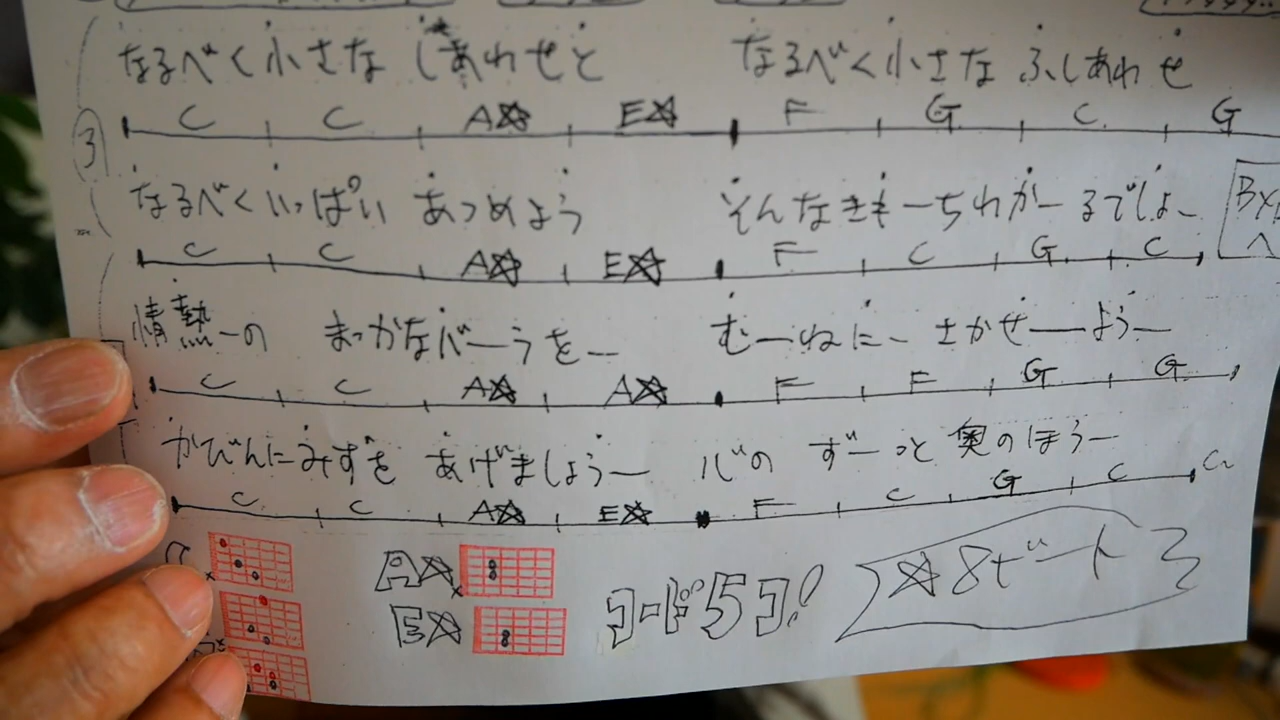 なるべく小さな しあわせと なるべく小さな ふしあわせ
C C A☆ E☆ F G C G
③
なるべくいっぱい あつめよう そんなきもーちわかーるでしょー
C C A☆ E☆ F C G C
情熱ーの まっかなバーラを一 むーねにー さかせーーようー
C C A☆ A☆ F F G G
かびんにみずを あげましょうー 心の ずーっと奥のほうー
C C A☆ E☆ F C G C
C A☆ コード5コ! ☆8ビート
E☆